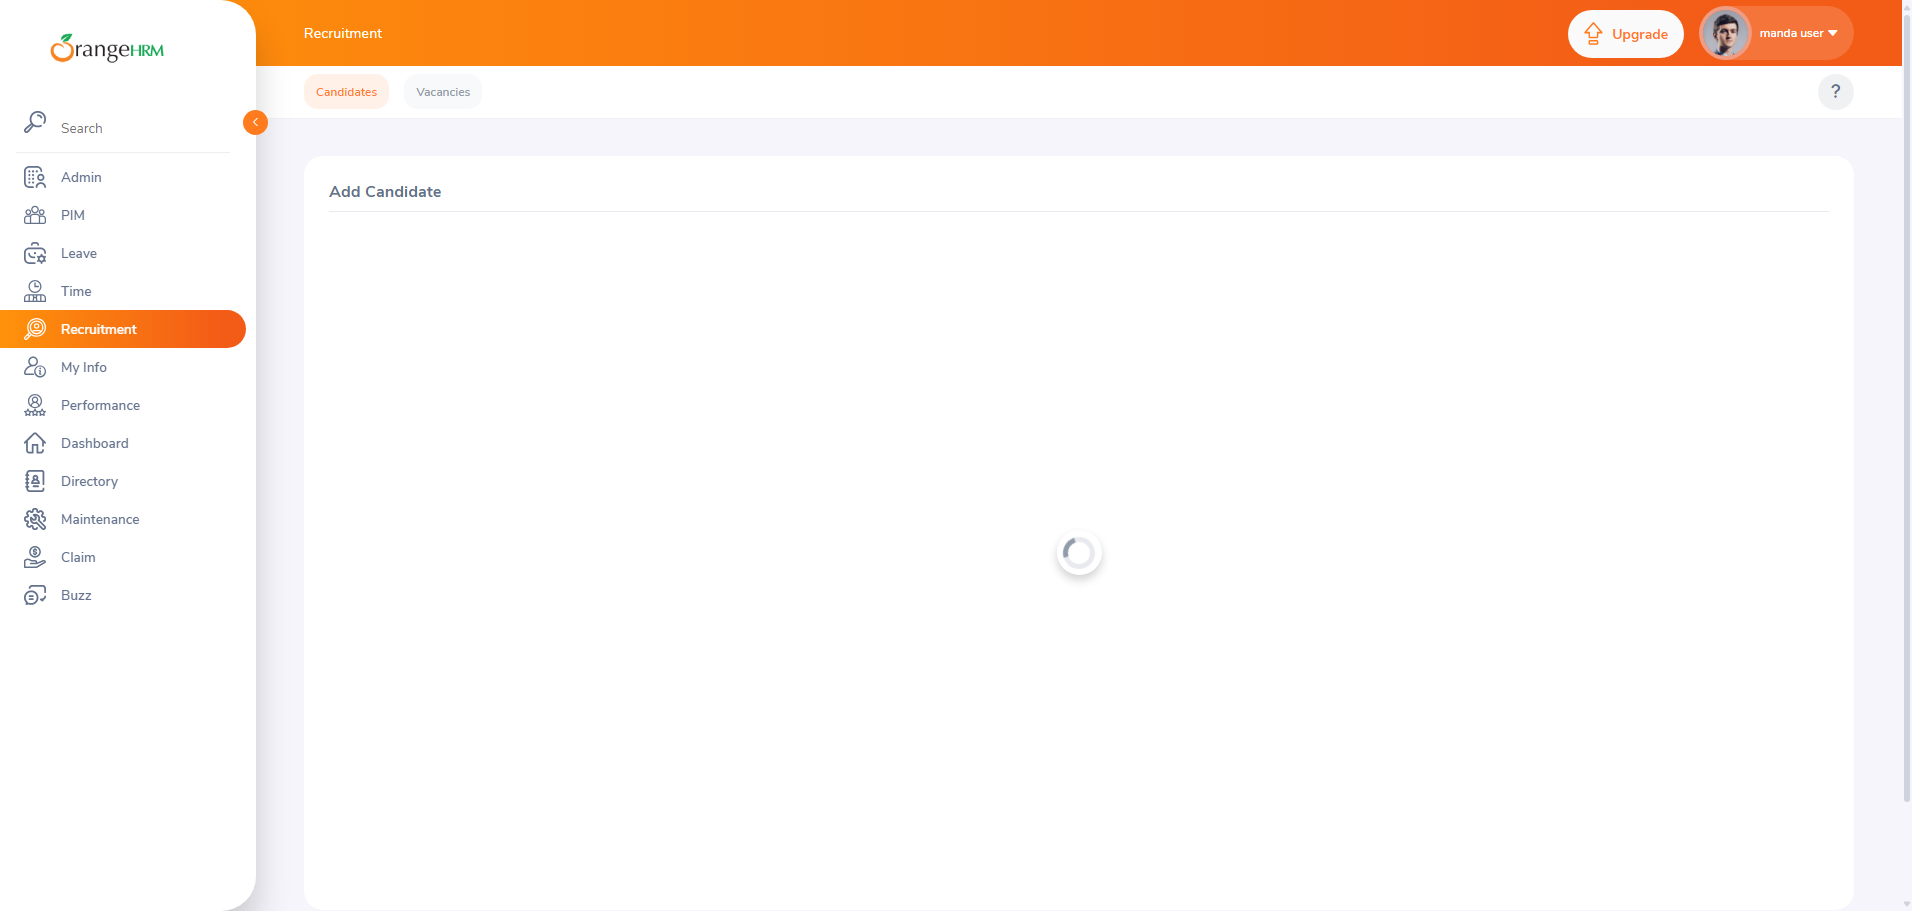 OrangeHRM
Search
Admin
PIM
Leave
Time
Recruitment
My Info
Performance
Dashboard
Directory
Maintenance
Claim
Buzz
Recruitment
Upgrade
manda user
Candidates
Vacancies
?
Add Candidate